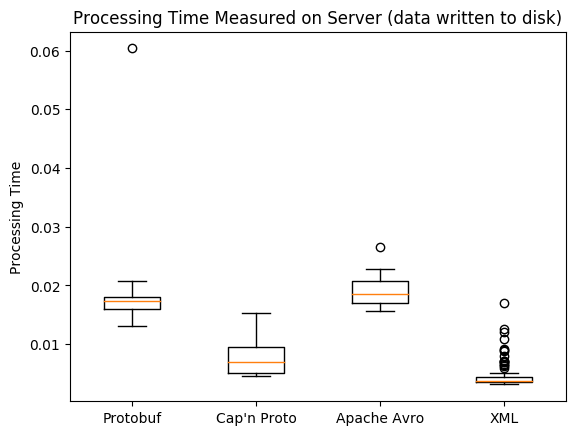 Processing Time Measured on Server (data written to disk)
0.06
0.05
0.04
0.03
0.02
0.01
Processing Time
Protobuf Cap'n Proto Apache Avro XML